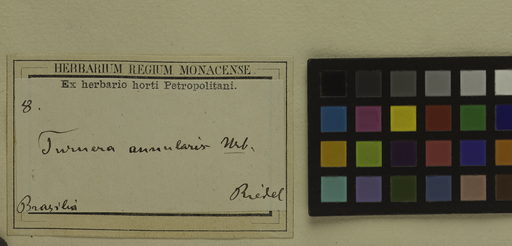 HERBARIUM REGIUM MONACENSE
Ex herbario horti Petropolitani.
8.
Turnera annularis Urb.
Riedel
Brasilia